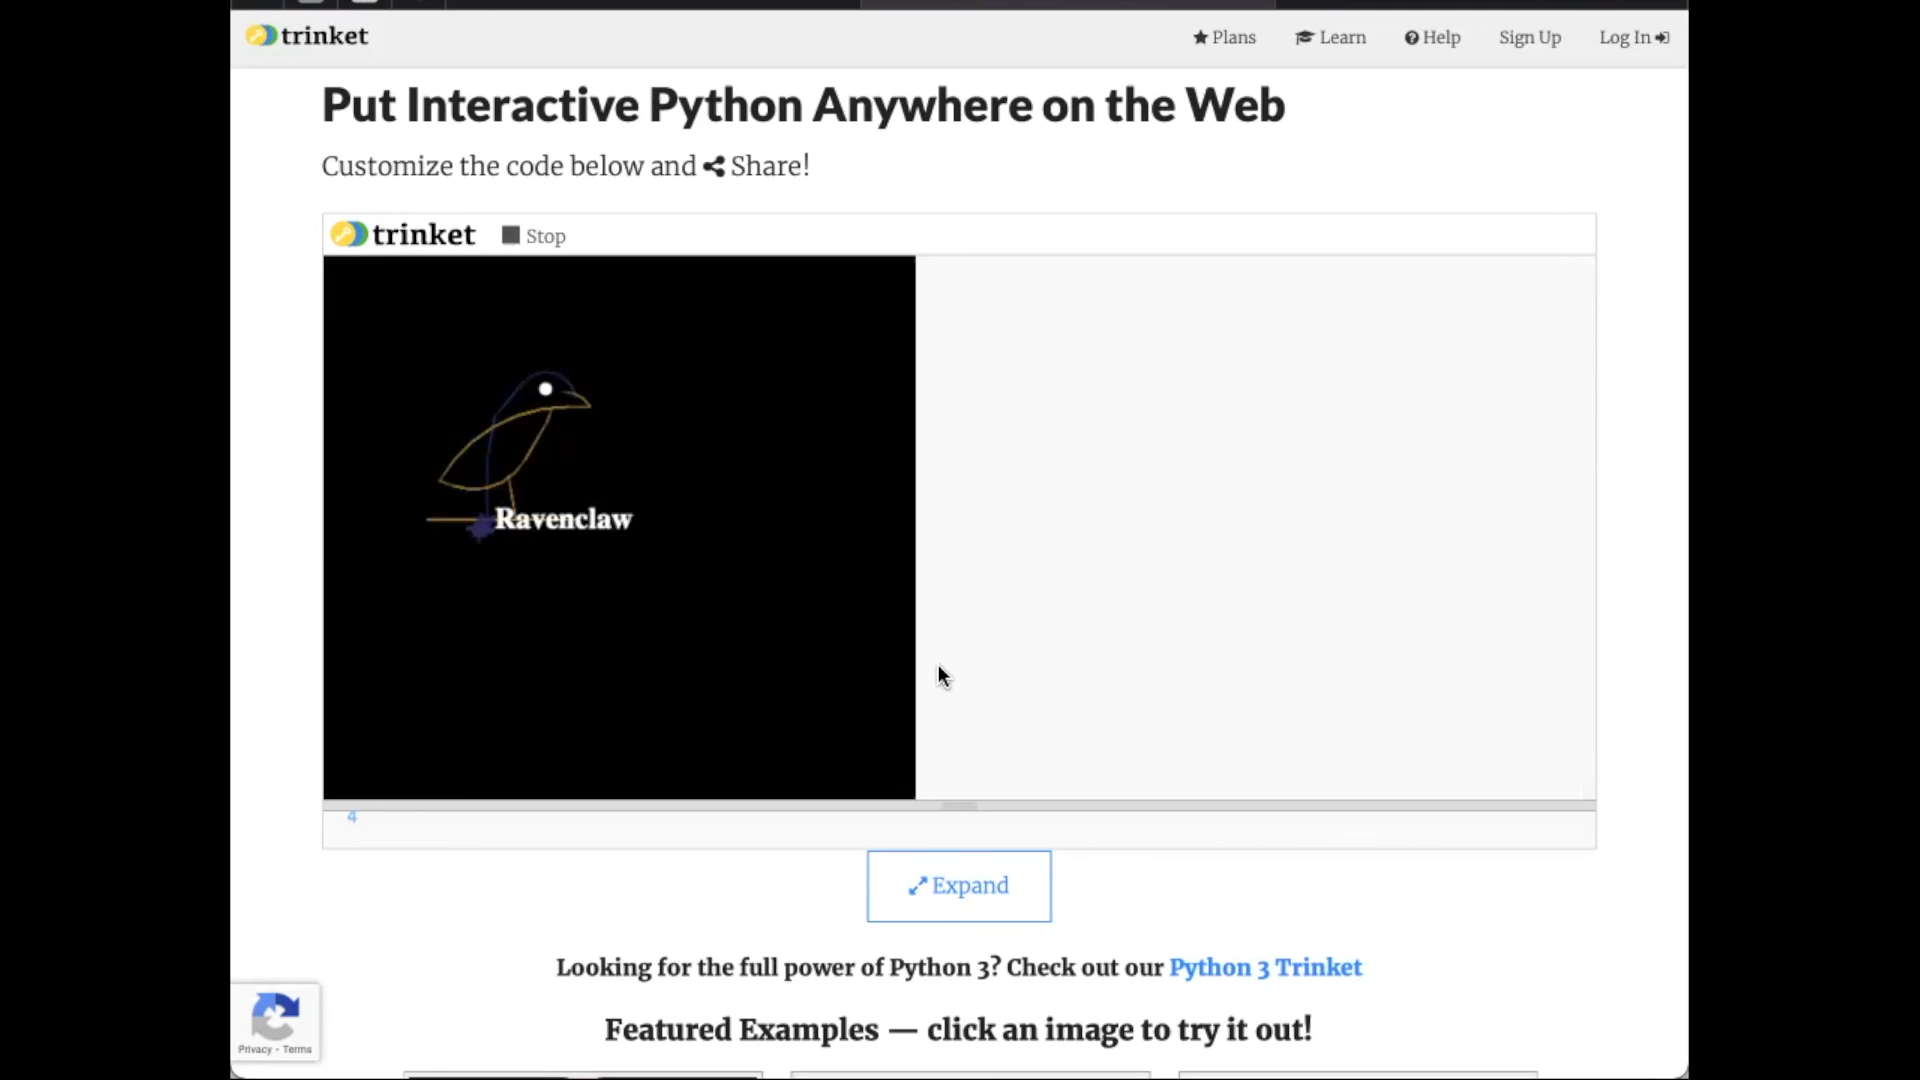 trinket
Plans
Learn
Help
Sign Up
Log In
Put Interactive Python Anywhere on the Web
Customize the code below and Share!
trinket
Stop
Ravenclaw
4
Expand
Looking for the full power of Python 3? Check out our Python 3 Trinket
Featured Examples — click an image to try it out!
Privacy - Terms